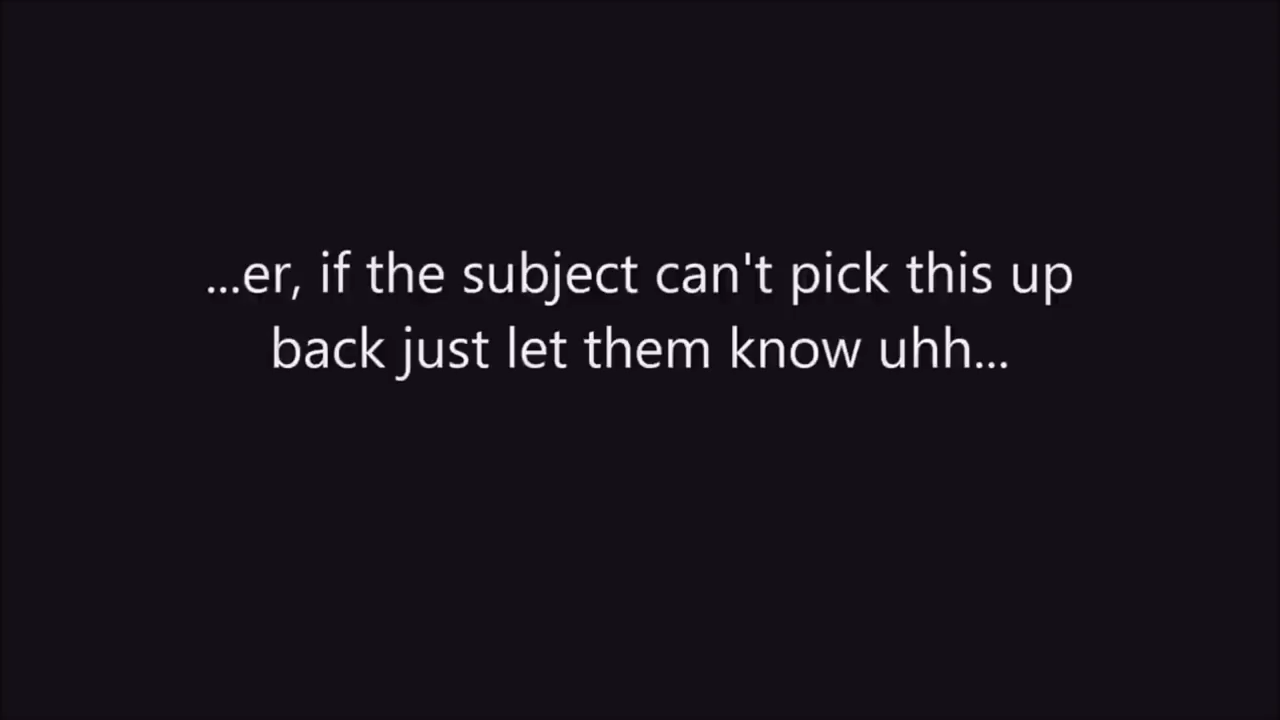 ...er, if the subject can't pick this up
back just let them know uhh...